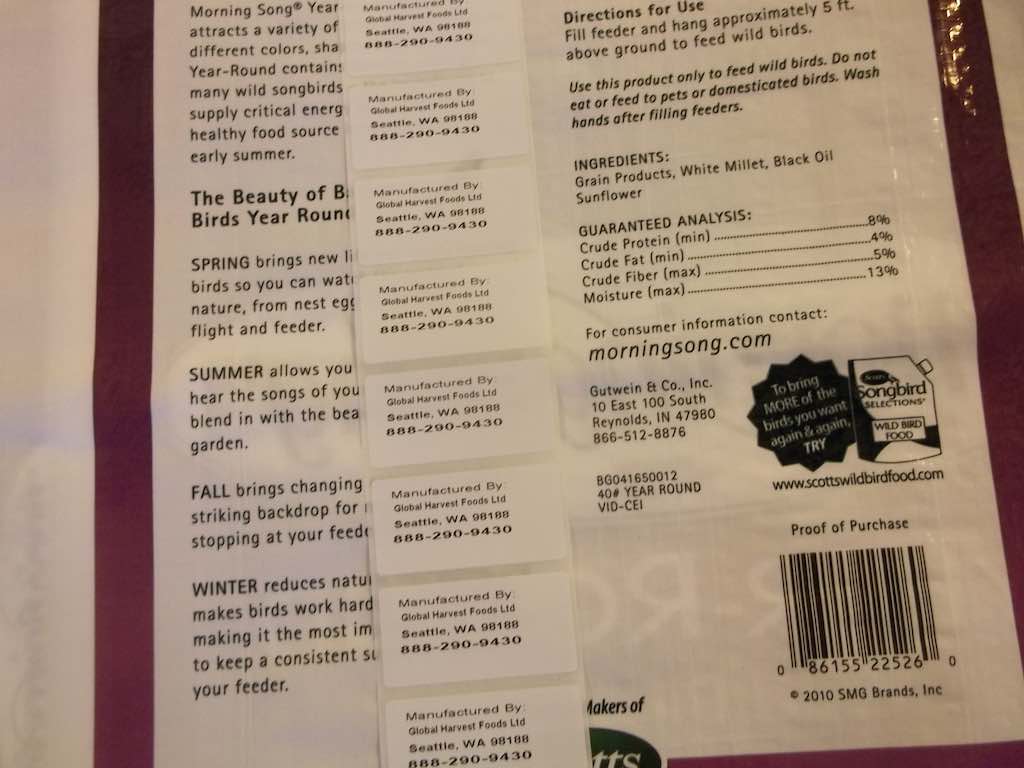 Morning Song® Year
attracts a variety of
different colors, sha
Year-Round contains
many wild songbirds
supply critical energ
healthy food source
early summer.
The Beauty of B
Birds Year Round
SPRING brings new li
birds so you can wat
nature, from nest egg
flight and feeder.
SUMMER allows you
hear the songs of you
blend in with the bea
garden.
FALL brings changing
striking backdrop for
stopping at your feede
WINTER reduces natu
makes birds work hard
making it the most im
to keep a consistent su
your feeder.
Manufactured By:
Global Harvest Foods Ltd
Seattle, WA 98188
888-290-9430
Manufactured By:
Global Harvest Foods Ltd
Seattle, WA 98188
888-290-9430
Manufactured By:
Global Harvest Foods Ltd
Seattle, WA 98188
888-290-9430
Manufactured By:
Global Harvest Foods Ltd
Seattle, WA 98188
888-290-9430
Manufactured By:
Global Harvest Foods Ltd
Seattle, WA 98188
888-290-9430
Manufactured By:
Global Harvest Foods Ltd
Seattle, WA 98188
888-290-9430
Manufactured By:
Global Harvest Foods Ltd
Seattle, WA 98188
888-290-9430
Manufactured By:
Global Harvest Foods Ltd
Seattle, WA 98188
888-290-9430
Directions for Use
Fill feeder and hang approximately 5 ft.
above ground to feed wild birds.
Use this product only to feed wild birds. Do not
eat or feed to pets or domesticated birds. Wash
hands after filling feeders.
INGREDIENTS:
Grain Products, White Millet, Black Oil
Sunflower
GUARANTEED ANALYSIS:
Crude Protein (min) ........ 8%
Crude Fat (min) ........ 4%
Crude Fiber (max) ........ 5%
Moisture (max) ........ 13%
For consumer information contact:
morningsong.com
Gutwein & Co., Inc.
10 East 100 South
Reynolds, IN 47980
866-512-8876
BG041650012
40# YEAR ROUND
VID-CEI
To bring
MORE of the
birds you want
again & again,
TRY
Scotts
Songbird
SELECTIONS®
WILD BIRD
FOOD
www.scottswildbirdfood.com
Proof of Purchase
0 86155 22526 0
© 2010 SMG Brands, Inc
Makers of
tts